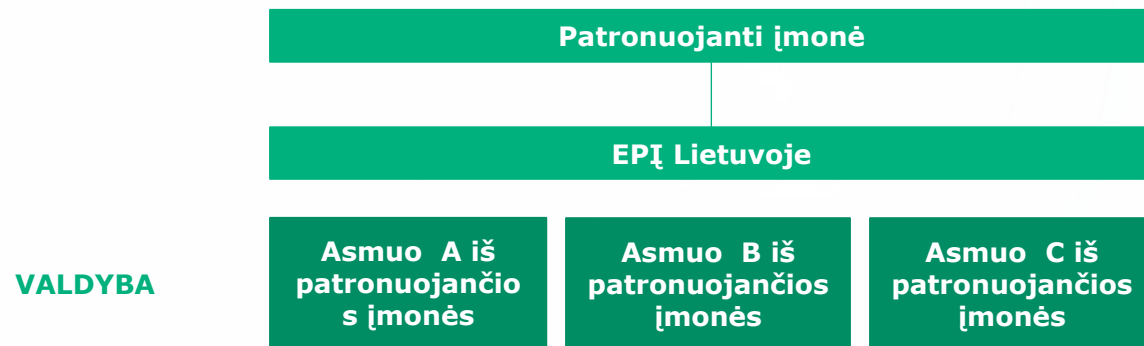 Patronuojanti įmonė
EPĮ Lietuvoje
VALDYBA
Asmuo A iš
patronuojančio
s įmonės
Asmuo B iš
patronuojančios
įmonės
Asmuo C iš
patronuojančios
įmonės